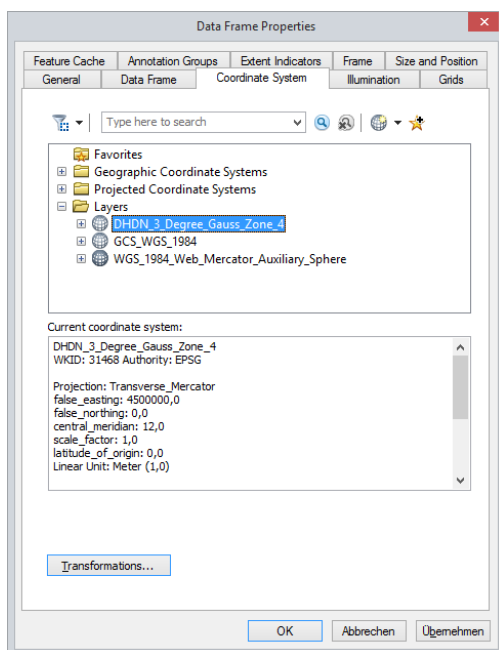 Data Frame Properties
Feature Cache Annotation Groups Extent Indicators Frame Size and Position
General Data Frame Coordinate System Illumination Grids
Type here to search
Favorites
Geographic Coordinate Systems
Projected Coordinate Systems
Layers
DHDN_3_Degree_Gauss_Zone_4
GCS_WGS_1984
WGS_1984_Web_Mercator_Auxiliary_Sphere
Current coordinate system:
DHDN_3_Degree_Gauss_Zone_4
WKID: 31468 Authority: EPSG
Projection: Transverse_Mercator
false_easting: 4500000,0
false_northing: 0,0
central_meridian: 12,0
scale_factor: 1,0
latitude_of_origin: 0,0
Linear Unit: Meter (1,0)
Transformations...
OK Abbrechen Übernehmen